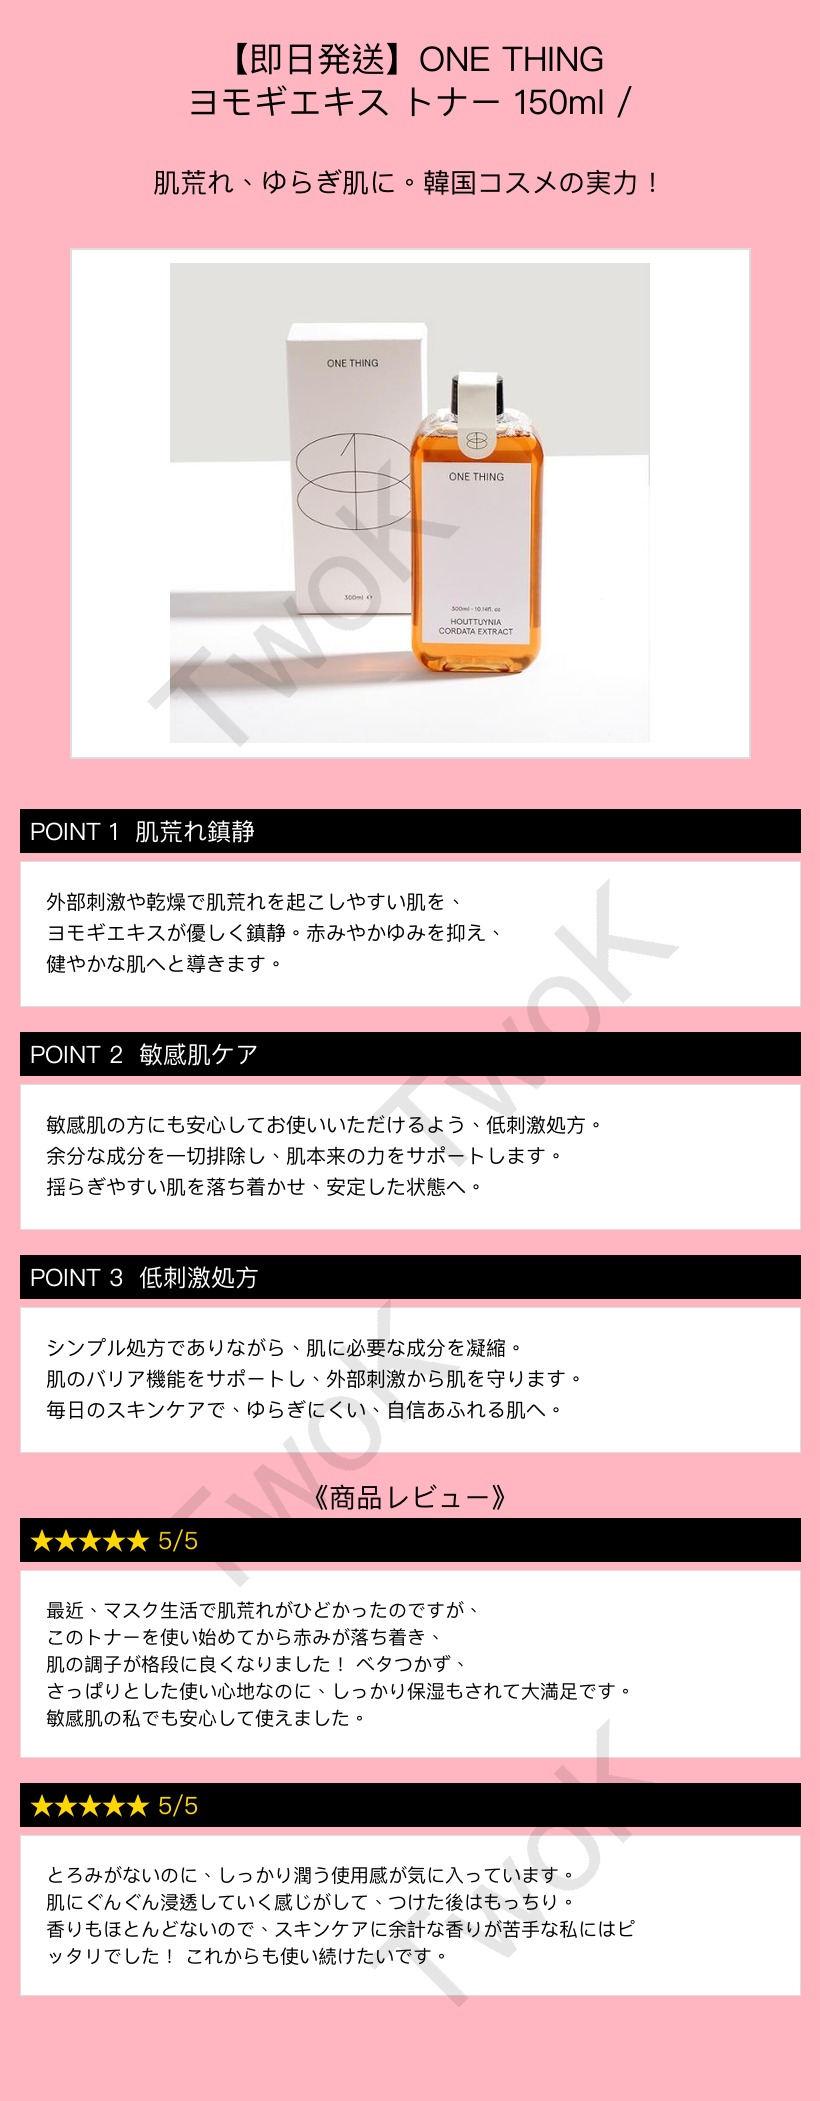 【即日発送】ONE THING
ヨモギエキス トナー 150ml /
肌荒れ、ゆらぎ肌に。韓国コスメの実力！
ONE THING
300ml ℮
ONE THING
300ml · 10.14fl. oz
HOUTTUYNIA
CORDATA EXTRACT
TwoK
POINT 1 肌荒れ鎮静
外部刺激や乾燥で肌荒れを起こしやすい肌を、
ヨモギエキスが優しく鎮静。赤みやかゆみを抑え、
健やかな肌へと導きます。
TwoK
POINT 2 敏感肌ケア
敏感肌の方にも安心してお使いいただけるよう、低刺激処方。
余分な成分を一切排除し、肌本来の力をサポートします。
揺らぎやすい肌を落ち着かせ、安定した状態へ。
POINT 3 低刺激処方
シンプル処方でありながら、肌に必要な成分を凝縮。
肌のバリア機能をサポートし、外部刺激から肌を守ります。
毎日のスキンケアで、ゆらぎにくい、自信あふれる肌へ。
TwoK
《商品レビュー》
★★★★★ 5/5
最近、マスク生活で肌荒れがひどかったのですが、
このトナーを使い始めてから赤みが落ち着き、
肌の調子が格段に良くなりました！ ベタつかず、
さっぱりとした使い心地なのに、しっかり保湿もされて大満足です。
敏感肌の私でも安心して使えました。
★★★★★ 5/5
とろみがないのに、しっかり潤う使用感が気に入っています。
肌にぐんぐん浸透していく感じがして、つけた後はもっちり。
香りもほとんどないので、スキンケアに余計な香りが苦手な私にはピ
ッタリでした！ これからも使い続けたいです。
TwoK